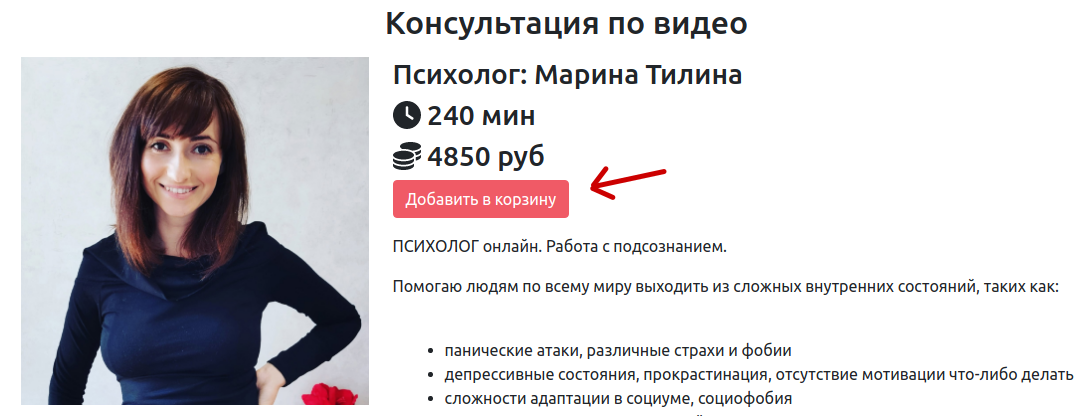 Консультация по видео
Психолог: Марина Тилина
240 мин
4850 руб
Добавить в корзину
ПСИХОЛОГ онлайн. Работа с подсознанием.
Помогаю людям по всему миру выходить из сложных внутренних состояний, таких как:
• панические атаки, различные страхи и фобии
• депрессивные состояния, прокрастинация, отсутствие мотивации что-либо делать
• сложности адаптации в социуме, социофобия